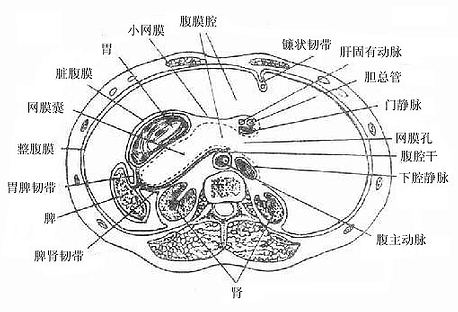 腹膜腔
小网膜
胃
脏腹膜
网膜囊
整腹膜
胃脾韧带
脾
脾肾韧带
镰状韧带
肝固有动脉
胆总管
门静脉
网膜孔
腹腔干
下腔静脉
腹主动脉
肾